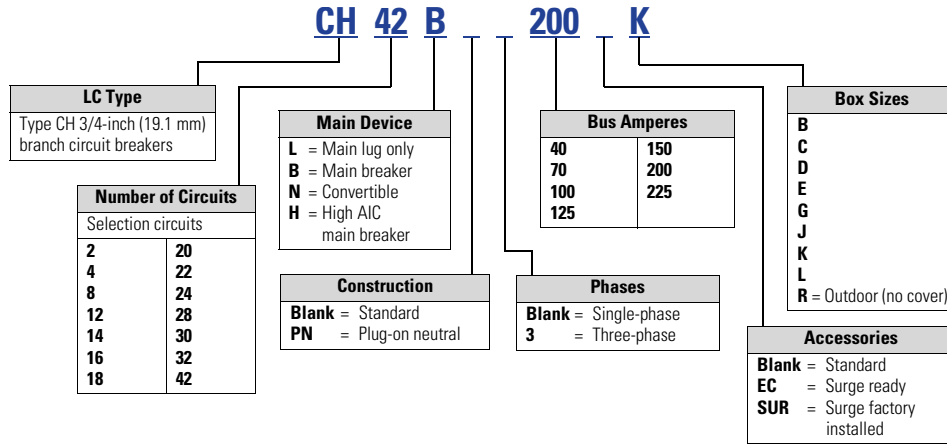 CH 42 B _ _ 200 _ K
LC Type
Type CH 3/4-inch (19.1 mm)
branch circuit breakers
Number of Circuits
Selection circuits
2 20
4 22
8 24
12 28
14 30
16 32
18 42
Main Device
L = Main lug only
B = Main breaker
N = Convertible
H = High AIC
main breaker
Construction
Blank = Standard
PN = Plug-on neutral
Phases
Blank = Single-phase
3 = Three-phase
Bus Amperes
40 150
70 200
100 225
125
Box Sizes
B
C
D
E
G
J
K
L
R = Outdoor (no cover)
Accessories
Blank = Standard
EC = Surge ready
SUR = Surge factory
installed